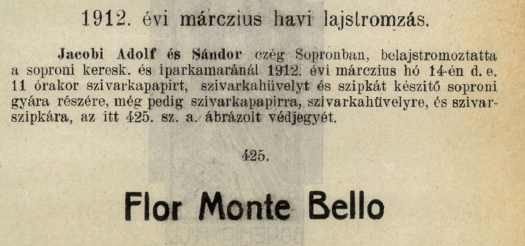 1912. évi márczius havi lajstromzás.
Jacobi Adolf és Sándor czég Sopronban, belajstromoztatta
a soproni keresk. és iparkamaránál 1912. évi márczius hó 14-én d. e.
11 órakor szivarkapapirt, szivarkahüvelyt és szipkát készitő soproni
gyára részére, még pedig szivarkapapirra, szivarkahüvelyre, és szivar-
szipkára, az itt 425. sz. a. ábrázolt védjegyét.
425.
Flor Monte Bello